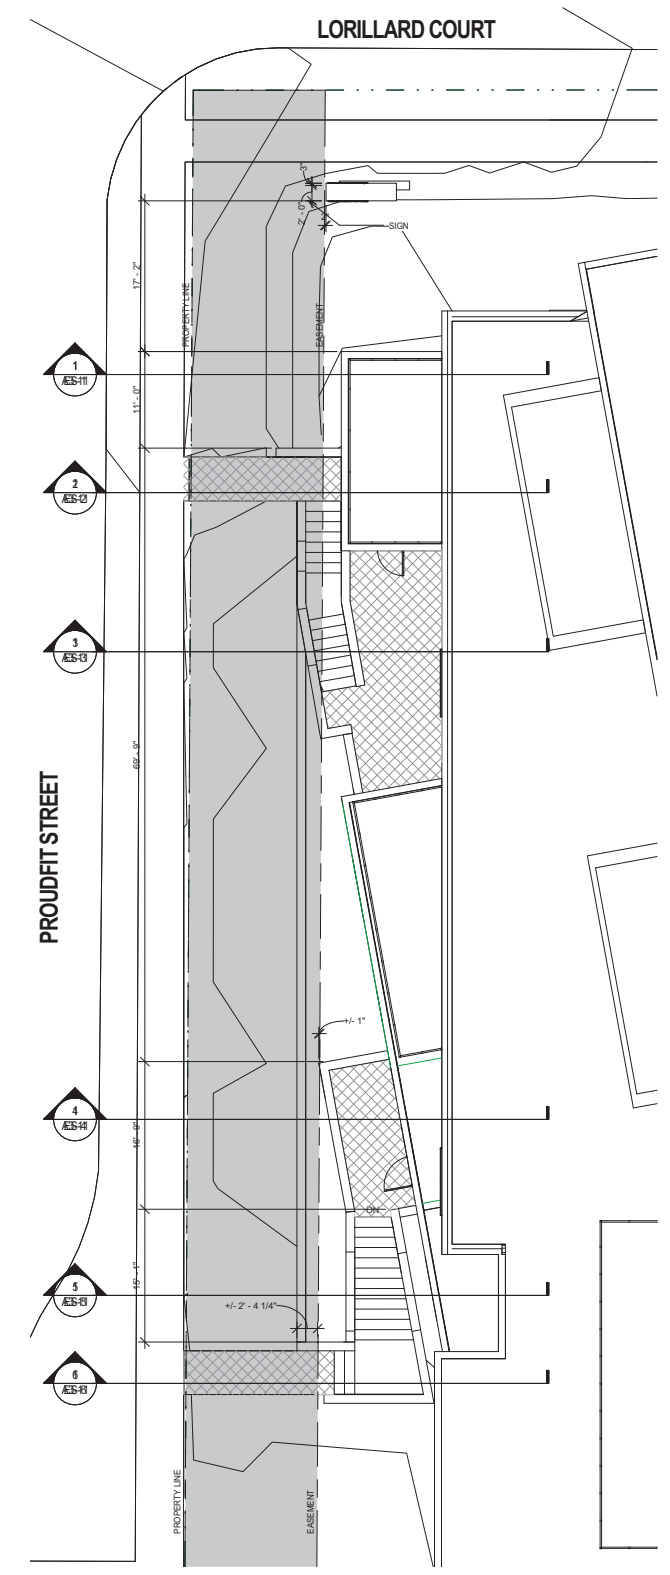 LORILLARD COURT
3"
2' - 0"
SIGN
17' - 2"
PROPERTY LINE
EASEMENT
1
11' - 0"
2
3
69' - 9"
PROUDFIT STREET
+/- 1"
4
16' - 9"
DN
15' - 1"
5
+/- 2' - 4 1/4"
6
PROPERTY LINE
EASEMENT